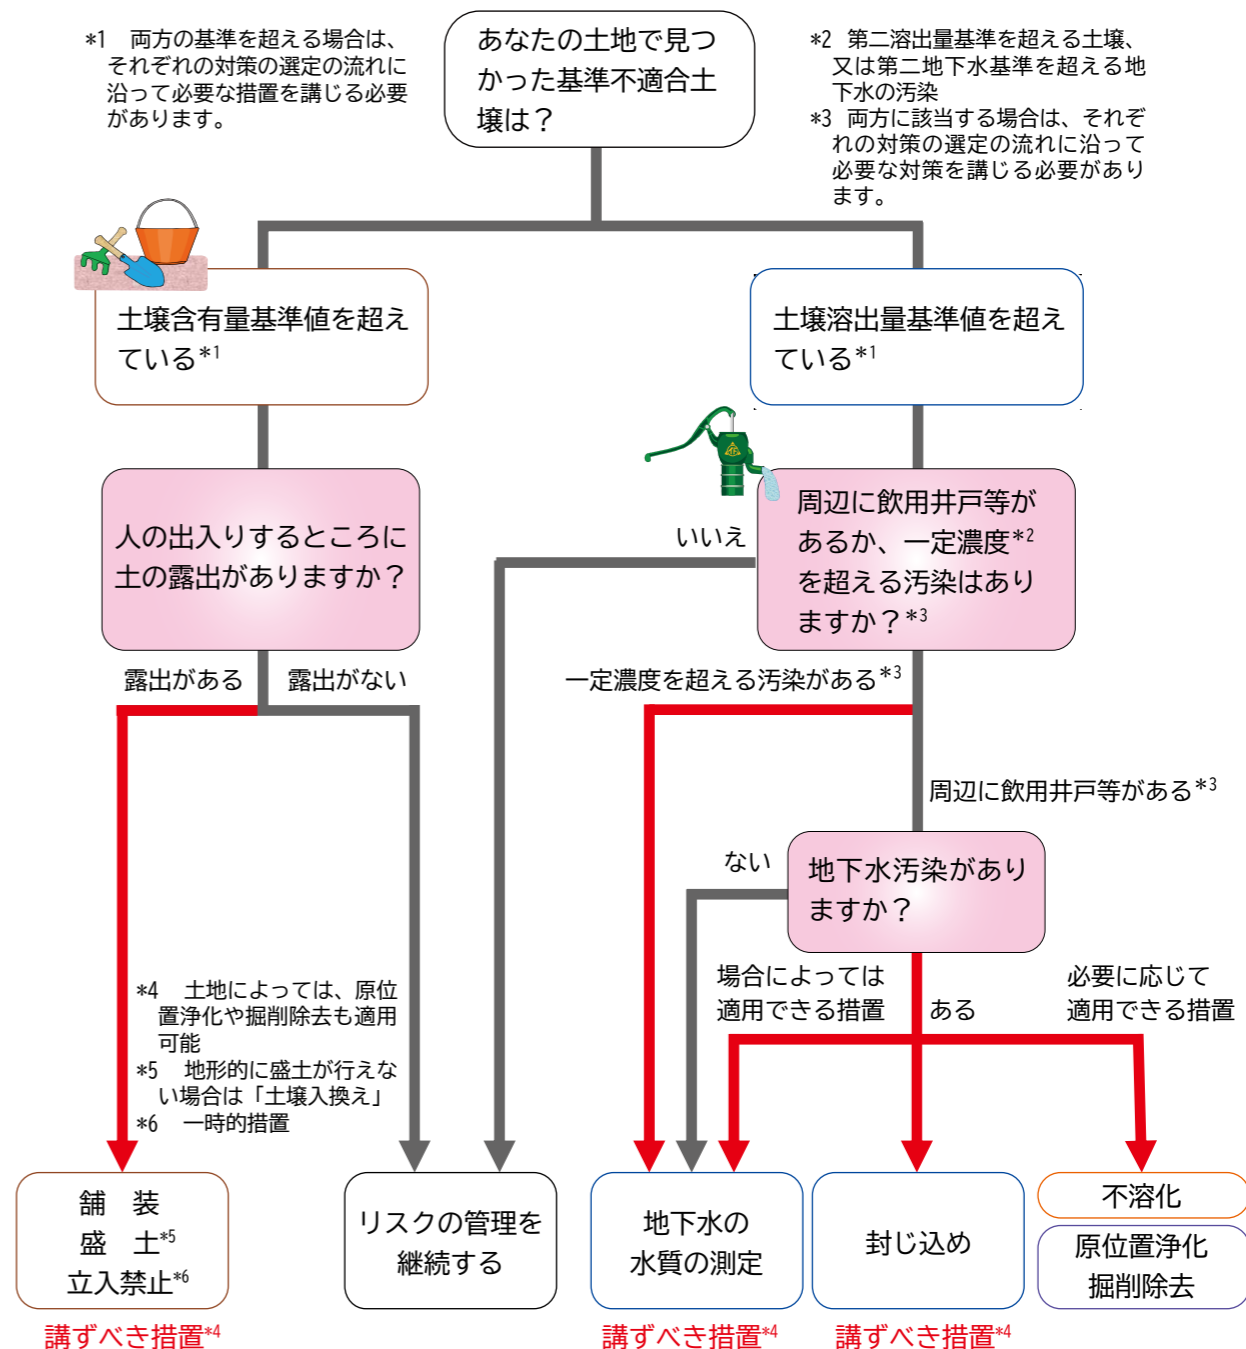 *1 両方の基準を超える場合は、
それぞれの対策の選定の流れに
沿って必要な措置を講じる必要
があります。
あなたの土地で見つ
かった基準不適合土
壌は？
*2 第二溶出量基準を超える土壌、
又は第二地下水基準を超える地
下水の汚染
*3 両方に該当する場合は、それぞ
れの対策の選定の流れに沿って
必要な対策を講じる必要があり
ます。
土壌含有量基準値を超え
ている*1
土壌溶出量基準値を超え
ている*1
人の出入りするところに
土の露出がありますか？
いいえ
周辺に飲用井戸等が
あるか、一定濃度*2
を超える汚染はあり
ますか？*3
露出がある
露出がない
一定濃度を超える汚染がある*3
周辺に飲用井戸等がある*3
ない
地下水汚染があり
ますか？
場合によっては
適用できる措置
ある
必要に応じて
適用できる措置
*4 土地によっては、原位
置浄化や掘削除去も適用
可能
*5 地形的に盛土が行えな
い場合は「土壌入換え」
*6 一時的措置
舗 装
盛 土*5
立入禁止*6
リスクの管理を
継続する
地下水の
水質の測定
封じ込め
不溶化
原位置浄化
掘削除去
講ずべき措置*4
講ずべき措置*4
講ずべき措置*4